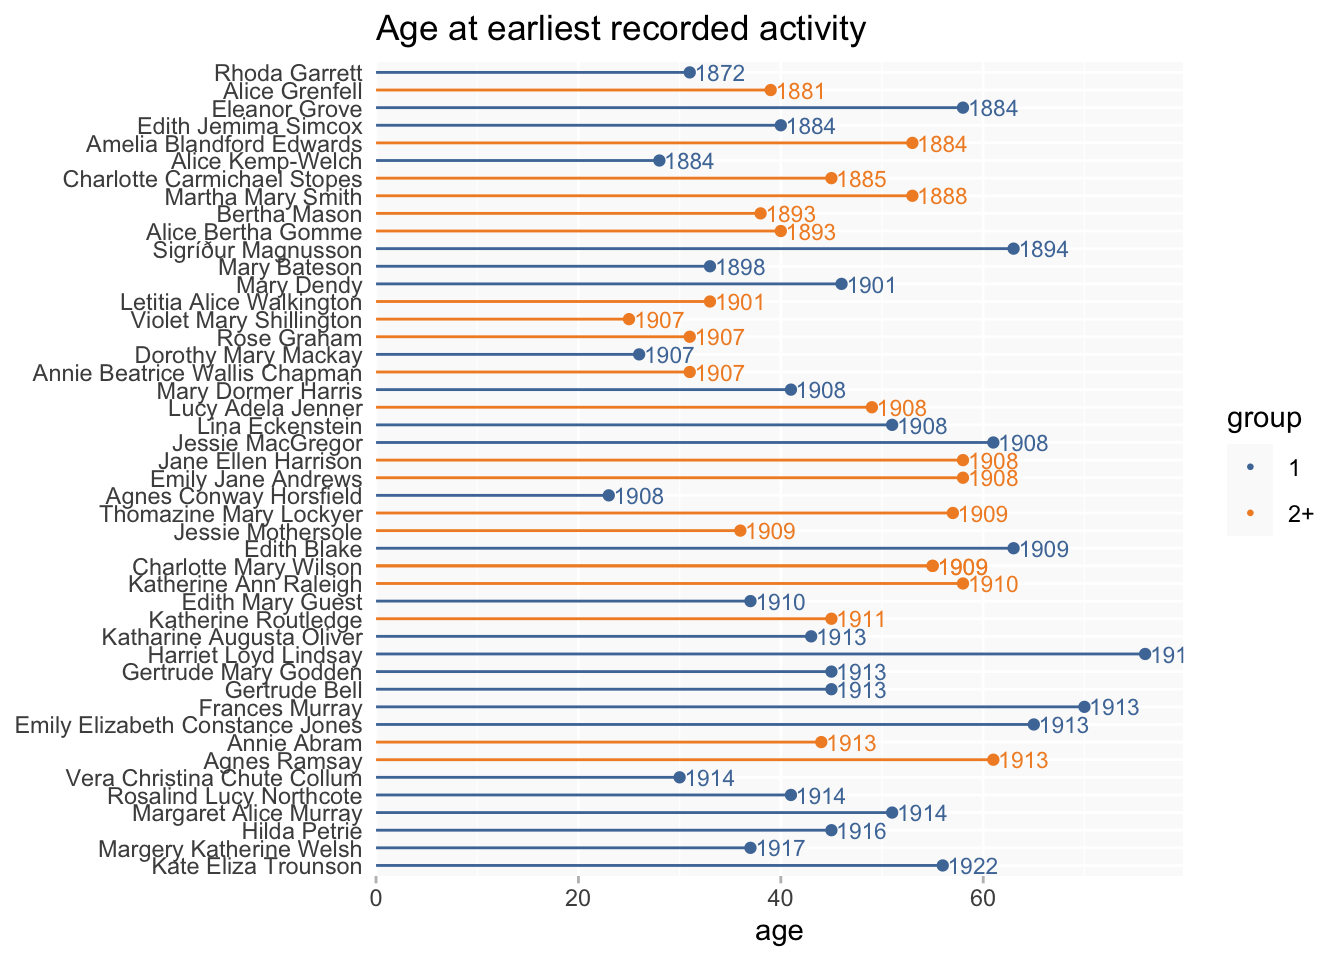 Age at earliest recorded activity
Rhoda Garrett 1872
Alice Grenfell 1881
Eleanor Grove 1884
Edith Jemima Simcox 1884
Amelia Blandford Edwards 1884
Alice Kemp-Welch 1884
Charlotte Carmichael Stopes 1885
Martha Mary Smith 1888
Bertha Mason 1893
Alice Bertha Gomme 1893
Sigríður Magnusson 1894
Mary Bateson 1898
Mary Dendy 1901
Letitia Alice Walkington 1901
Violet Mary Shillington 1907
Rose Graham 1907
Dorothy Mary Mackay 1907
Annie Beatrice Wallis Chapman 1907
Mary Dormer Harris 1908
Lucy Adela Jenner 1908
Lina Eckenstein 1908
Jessie MacGregor 1908
Jane Ellen Harrison 1908
Emily Jane Andrews 1908
Agnes Conway Horsfield 1908
Thomazine Mary Lockyer 1909
Jessie Mothersole 1909
Edith Blake 1909
Charlotte Mary Wilson 1909
Katherine Ann Raleigh 1910
Edith Mary Guest 1910
Katherine Routledge 1911
Katharine Augusta Oliver 1913
Harriet Loyd Lindsay 191
Gertrude Mary Godden 1913
Gertrude Bell 1913
Frances Murray 1913
Emily Elizabeth Constance Jones 1913
Annie Abram 1913
Agnes Ramsay 1913
Vera Christina Chute Collum 1914
Rosalind Lucy Northcote 1914
Margaret Alice Murray 1914
Hilda Petrie 1916
Margery Katherine Welsh 1917
Kate Eliza Trounson 1922
0 20 40 60
age
group
1
2+